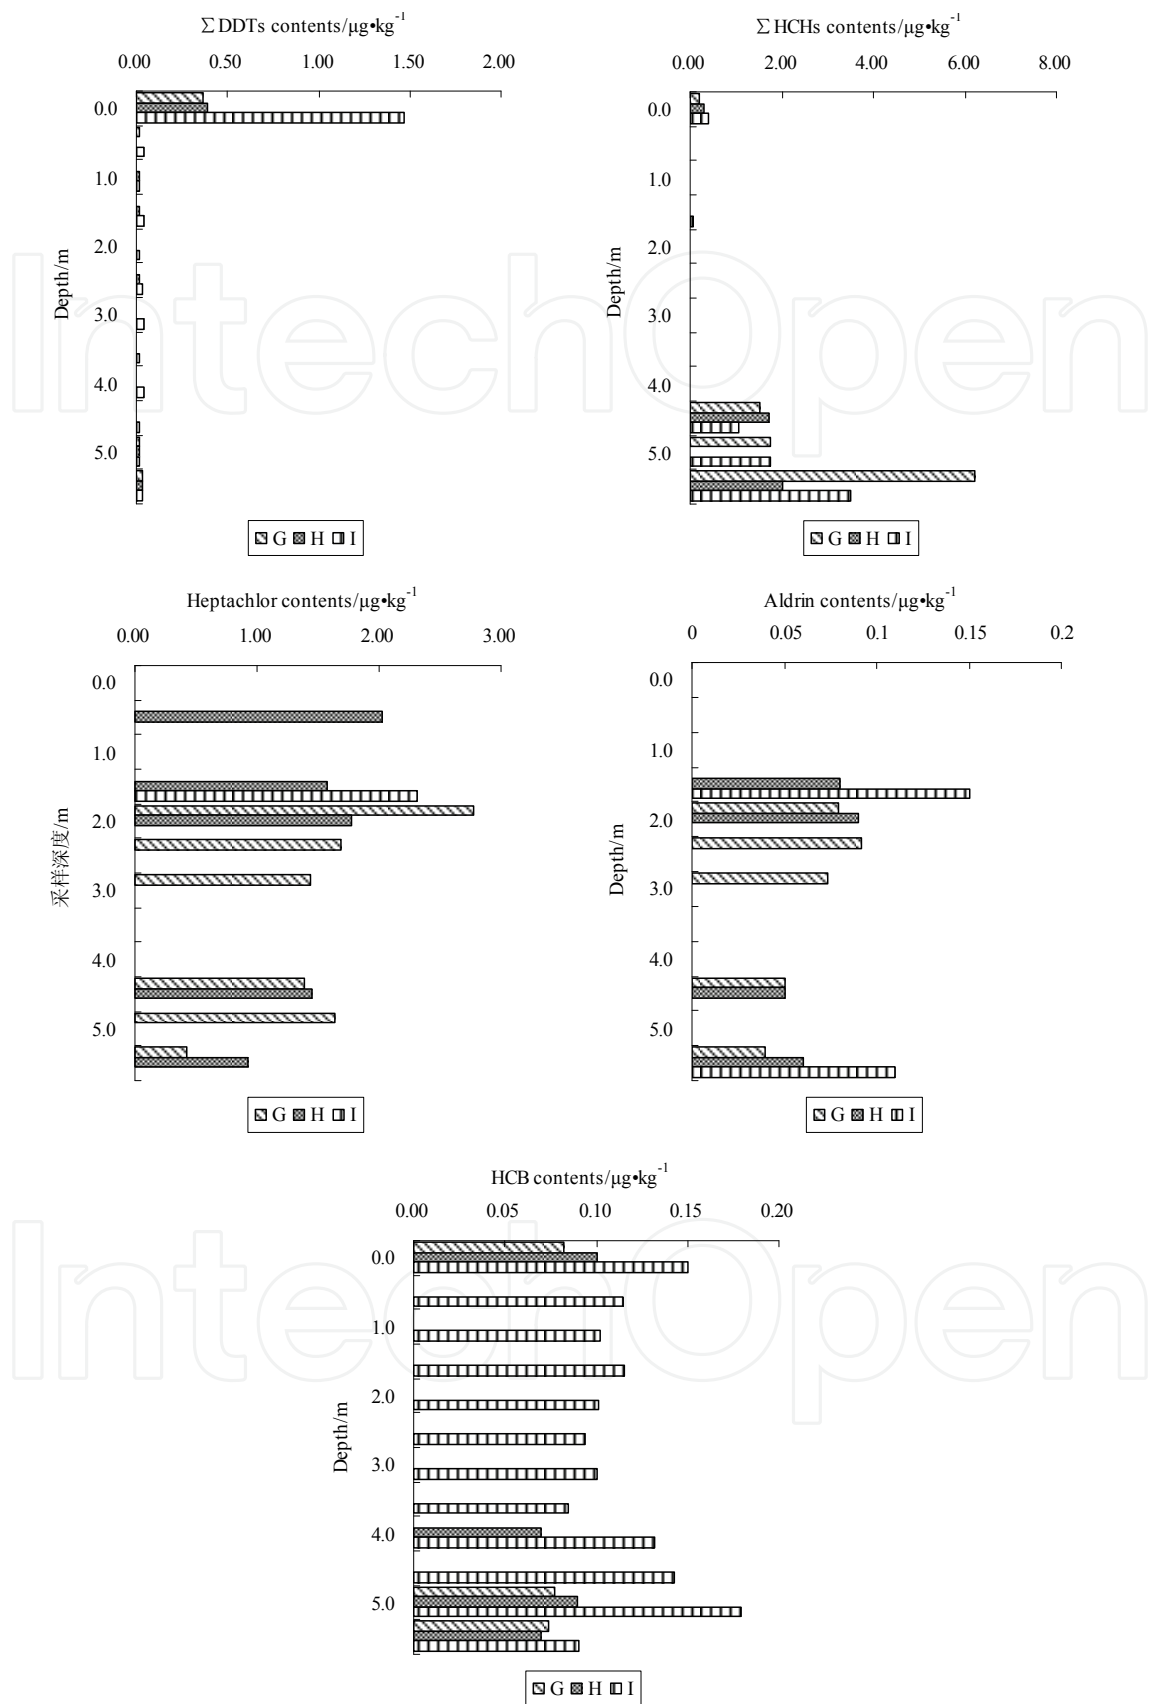 ∑DDTs contents/μg•kg-1
0.00 0.50 1.00 1.50 2.00
0.0
1.0
2.0
3.0
4.0
5.0
Depth/m
G H I
∑HCHs contents/μg•kg-1
0.00 2.00 4.00 6.00 8.00
0.0
1.0
2.0
3.0
4.0
5.0
Depth/m
G H I
Heptachlor contents/μg•kg-1
0.00 1.00 2.00 3.00
0.0
1.0
2.0
3.0
4.0
5.0
采样深度/m
G H I
Aldrin contents/μg•kg-1
0 0.05 0.1 0.15 0.2
0.0
1.0
2.0
3.0
4.0
5.0
Depth/m
G H I
HCB contents/μg•kg-1
0.00 0.05 0.10 0.15 0.20
0.0
1.0
2.0
3.0
4.0
5.0
Depth/m
G H I
IntechOpen
IntechOpen